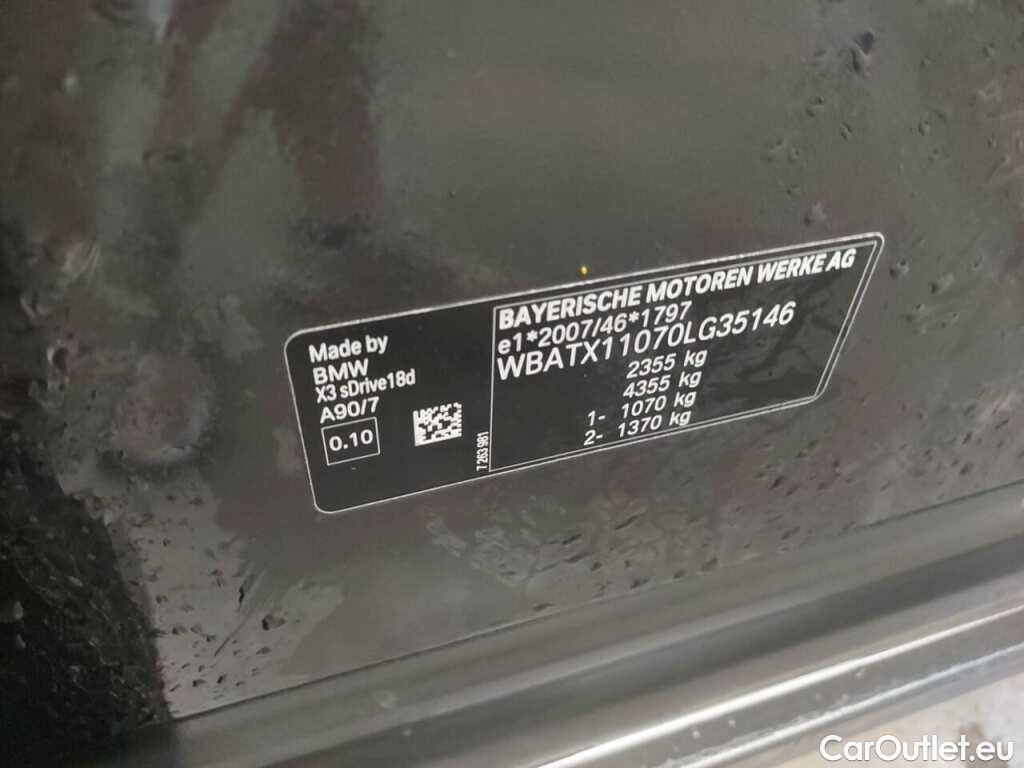 Made by
BMW
X3 sDrive18d
A90/7
0.10
7 263 981
BAYERISCHE MOTOREN WERKE AG
e1*2007/46*1797
WBATX11070LG35146
2355 kg
4355 kg
1- 1070 kg
2- 1370 kg
CarOutlet.eu